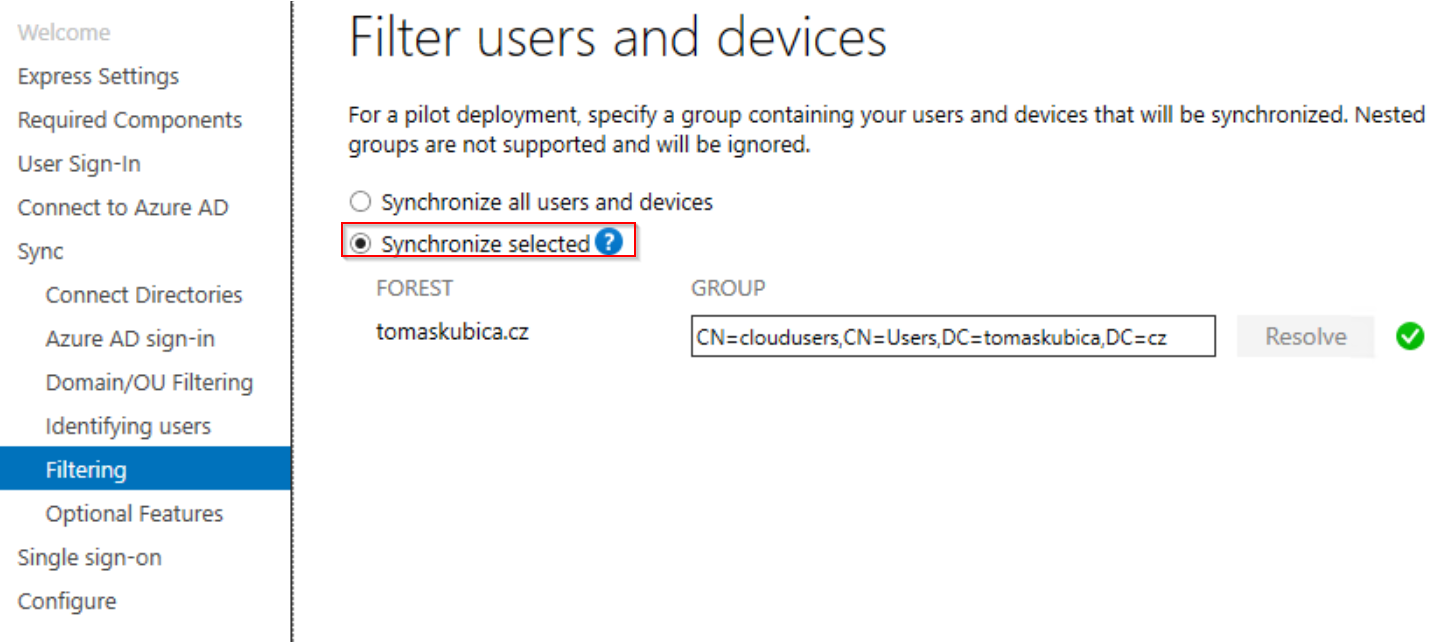 Welcome
Express Settings
Required Components
User Sign-In
Connect to Azure AD
Sync
Connect Directories
Azure AD sign-in
Domain/OU Filtering
Identifying users
Filtering
Optional Features
Single sign-on
Configure
Filter users and devices
For a pilot deployment, specify a group containing your users and devices that will be synchronized. Nested
groups are not supported and will be ignored.
Synchronize all users and devices
Synchronize selected ?
FOREST GROUP
tomaskubica.cz CN=cloudusers,CN=Users,DC=tomaskubica,DC=cz Resolve